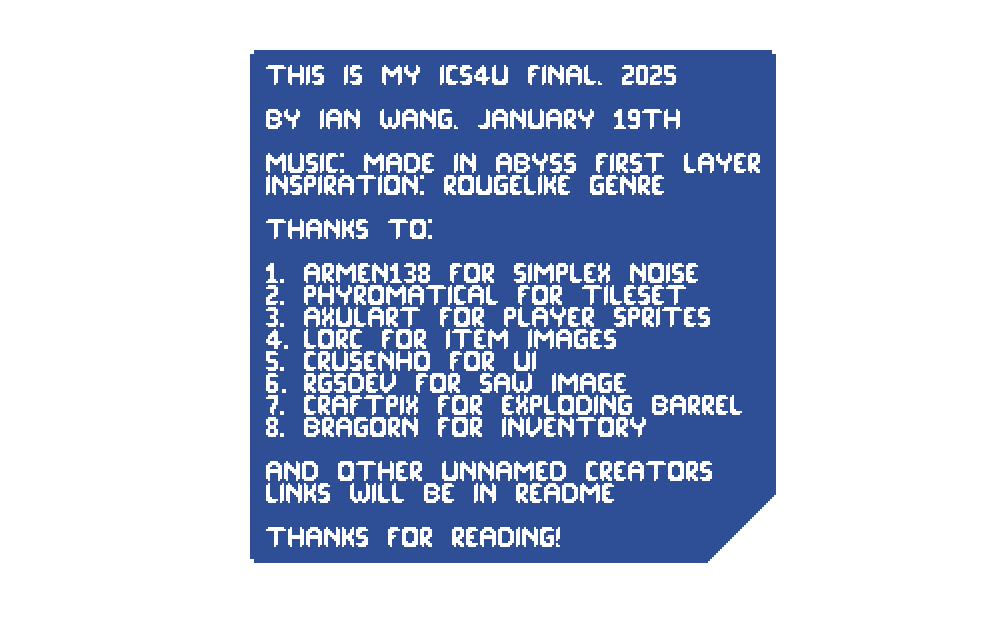 THIS IS MY ICS4U FINAL. 2025
BY IAN WANG. JANUARY 19TH
MUSIC: MADE IN ABYSS FIRST LAYER
INSPIRATION: ROUGELIKE GENRE
THANKS TO:
1. ARMEN138 FOR SIMPLEX NOISE
2. PHYROMATICAL FOR TILESET
3. AXULART FOR PLAYER SPRITES
4. LORC FOR ITEM IMAGES
5. CRUSENHO FOR UI
6. RGSDEV FOR SAW IMAGE
7. CRAFTPIX FOR EXPLODING BARREL
8. BRAGORN FOR INVENTORY
AND OTHER UNNAMED CREATORS
LINKS WILL BE IN README
THANKS FOR READING!